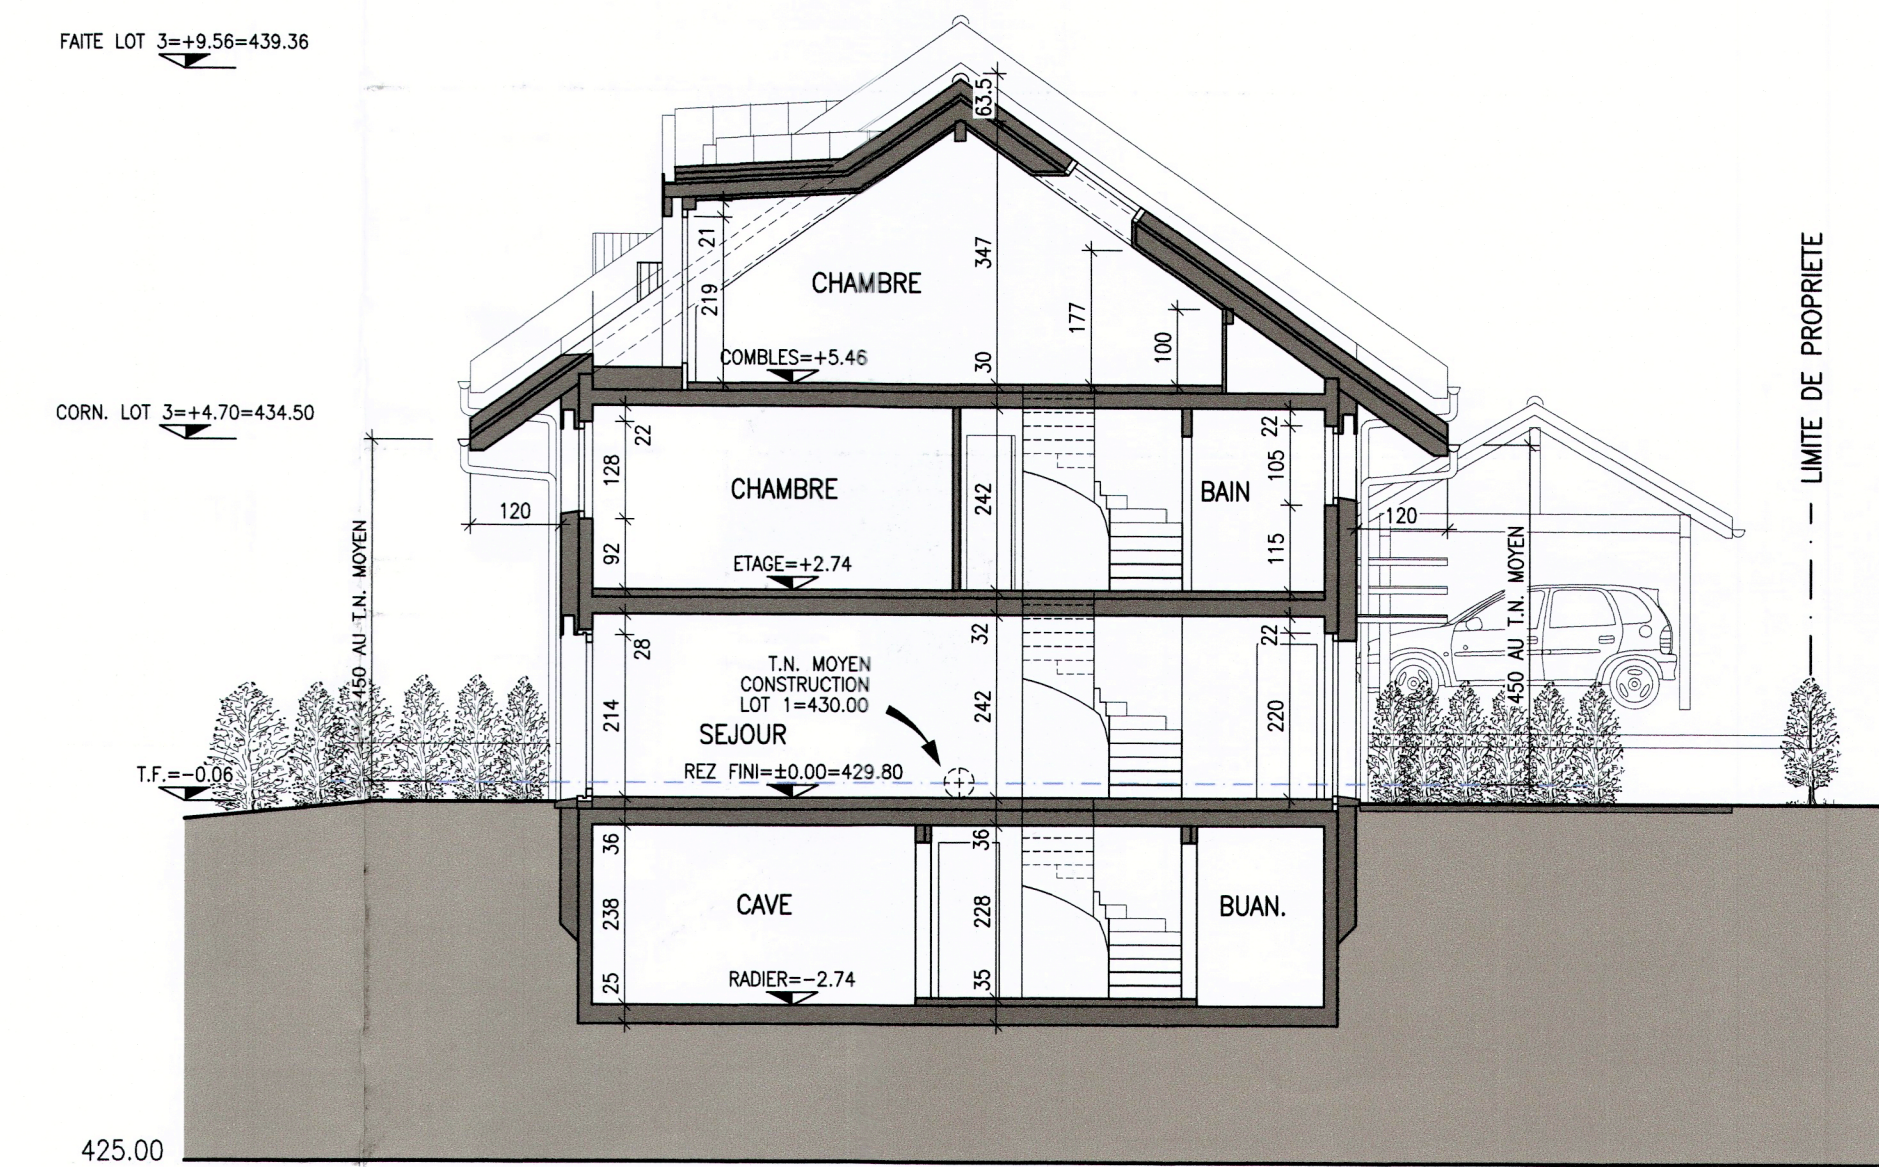 FAITE LOT 3=+9.56=439.36
63.5
21
219
CHAMBRE
347
177
100
COMBLES=+5.46
30
LIMITE DE PROPRIETE
CORN. LOT 3=+4.70=434.50
22
128
CHAMBRE
242
BAIN
22
105
120
120
92
ETAGE=+2.74
115
450 AU T.N. MOYEN
450 AU T.N. MOYEN
28
32
22
T.N. MOYEN
CONSTRUCTION
LOT 1=430.00
214
242
220
SEJOUR
REZ FINI=±0.00=429.80
T.F.=-0.06
36
36
238
CAVE
228
BUAN.
25
RADIER=-2.74
35
425.00